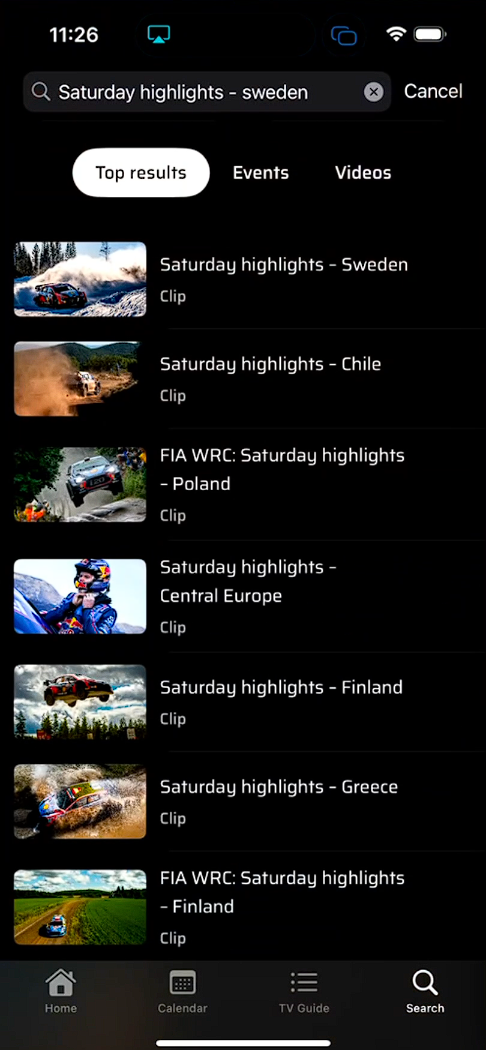 11:26
Saturday highlights - sweden
Cancel
Top results
Events
Videos
Saturday highlights – Sweden
Clip
Saturday highlights – Chile
Clip
FIA WRC: Saturday highlights
– Poland
Clip
Saturday highlights –
Central Europe
Clip
Saturday highlights – Finland
Clip
Saturday highlights – Greece
Clip
FIA WRC: Saturday highlights
– Finland
Clip
Home
Calendar
TV Guide
Search